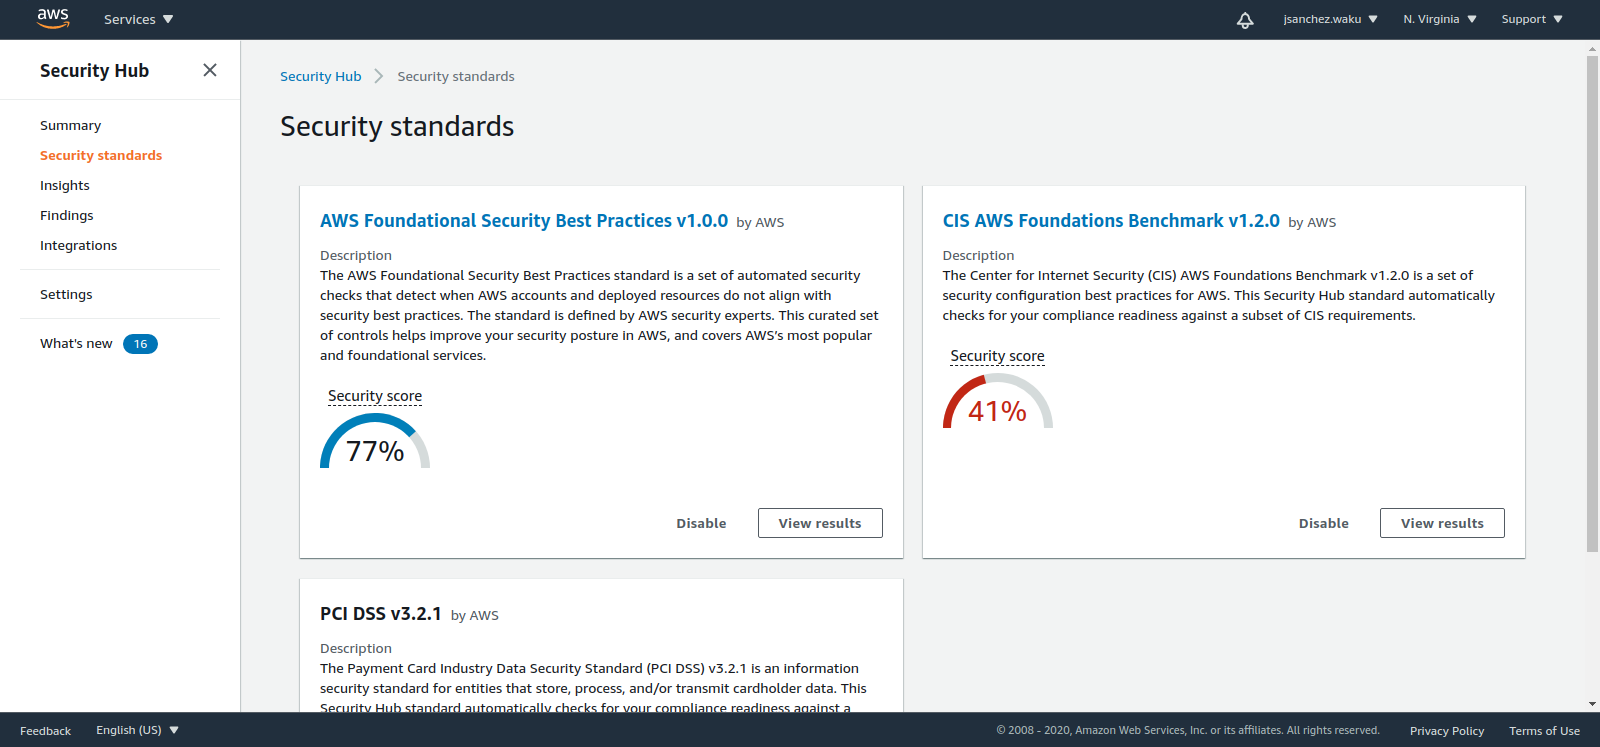 aws
Services
jsanchez.waku
N. Virginia
Support
Security Hub
Summary
Security standards
Insights
Findings
Integrations
Settings
What's new 16
Security Hub Security standards
Security standards
AWS Foundational Security Best Practices v1.0.0 by AWS
Description
The AWS Foundational Security Best Practices standard is a set of automated security
checks that detect when AWS accounts and deployed resources do not align with
security best practices. The standard is defined by AWS security experts. This curated set
of controls helps improve your security posture in AWS, and covers AWS’s most popular
and foundational services.
Security score
77%
Disable
View results
CIS AWS Foundations Benchmark v1.2.0 by AWS
Description
The Center for Internet Security (CIS) AWS Foundations Benchmark v1.2.0 is a set of
security configuration best practices for AWS. This Security Hub standard automatically
checks for your compliance readiness against a subset of CIS requirements.
Security score
41%
Disable
View results
PCI DSS v3.2.1 by AWS
Description
The Payment Card Industry Data Security Standard (PCI DSS) v3.2.1 is an information
security standard for entities that store, process, and/or transmit cardholder data. This
Security Hub standard automatically checks for your compliance readiness against a
Feedback
English (US)
© 2008 - 2020, Amazon Web Services, Inc. or its affiliates. All rights reserved.
Privacy Policy
Terms of Use